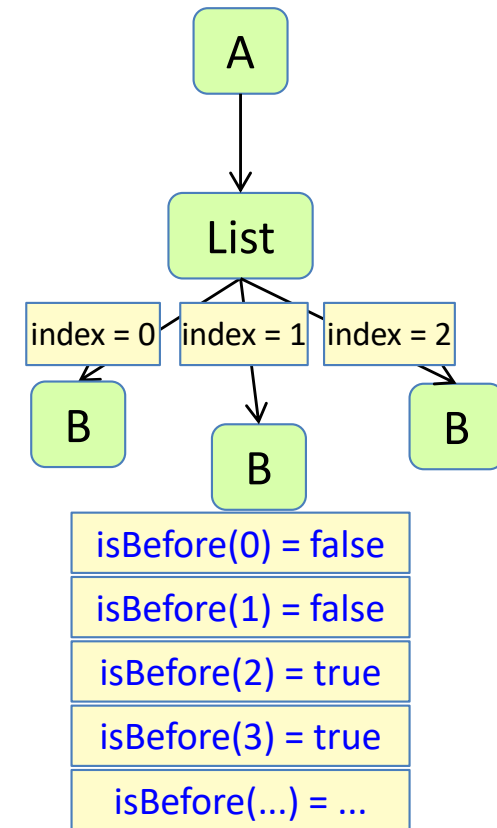 A
List
index = 0
index = 1
index = 2
B
B
B
isBefore(0) = false
isBefore(1) = false
isBefore(2) = true
isBefore(3) = true
isBefore(...) = ...